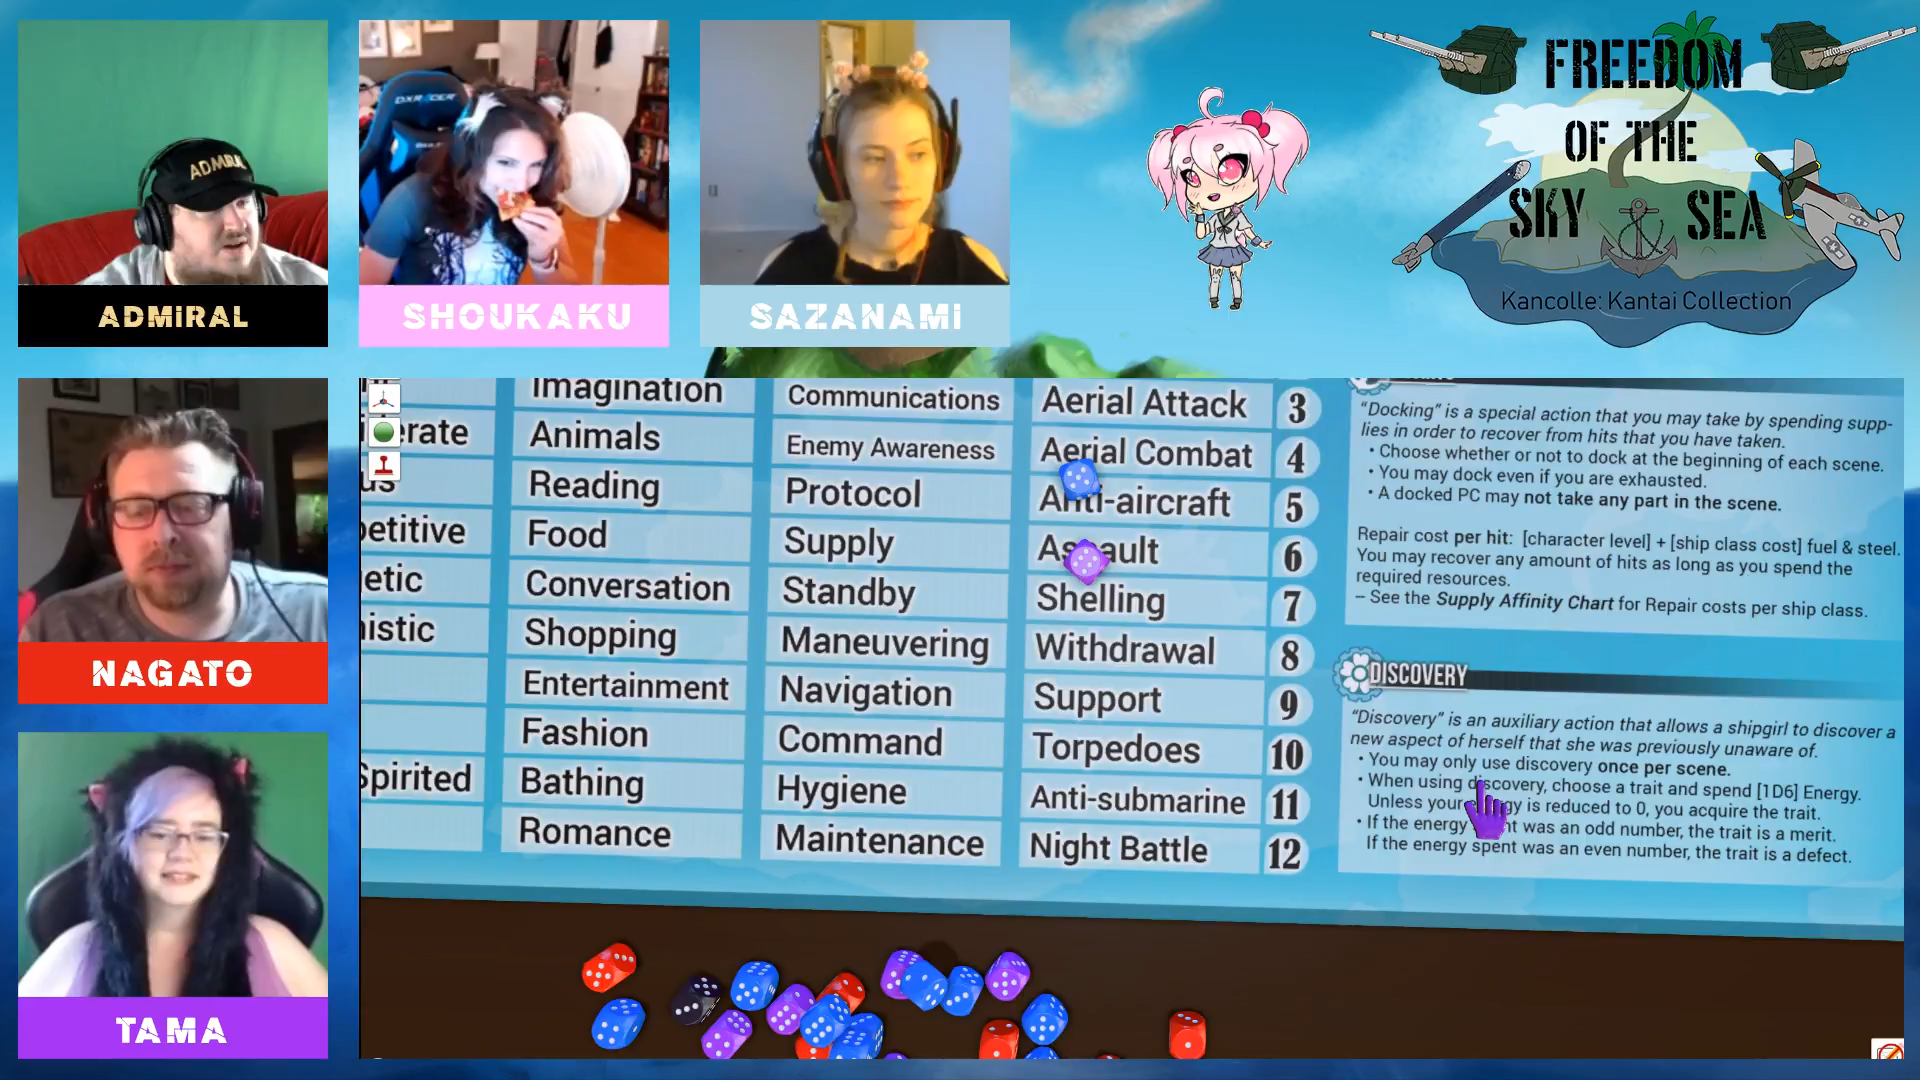 ADMIRAL
DXRACER
ADMIRAL
SHOUKAKU
SAZANAMI
FREEDOM
OF THE
SKY SEA
Kancolle: Kantai Collection
NAGATO
TAMA
Imagination
Animals
Reading
Food
Conversation
Shopping
Entertainment
Fashion
Bathing
Romance
erate
us
petitive
etic
istic
Spirited
Communications
Enemy Awareness
Protocol
Supply
Standby
Maneuvering
Navigation
Command
Hygiene
Maintenance
Aerial Attack 3
Aerial Combat 4
Anti-aircraft 5
Assault 6
Shelling 7
Withdrawal 8
Support 9
Torpedoes 10
Anti-submarine 11
Night Battle 12
“Docking” is a special action that you may take by spending supp-
lies in order to recover from hits that you have taken.
• Choose whether or not to dock at the beginning of each scene.
• You may dock even if you are exhausted.
• A docked PC may not take any part in the scene.
Repair cost per hit: [character level] + [ship class cost] fuel & steel.
You may recover any amount of hits as long as you spend the
required resources.
– See the Supply Affinity Chart for Repair costs per ship class.
DISCOVERY
“Discovery” is an auxiliary action that allows a shipgirl to discover a
new aspect of herself that she was previously unaware of.
• You may only use discovery once per scene.
• When using discovery, choose a trait and spend [1D6] Energy.
Unless your energy is reduced to 0, you acquire the trait.
• If the energy spent was an odd number, the trait is a merit.
If the energy spent was an even number, the trait is a defect.